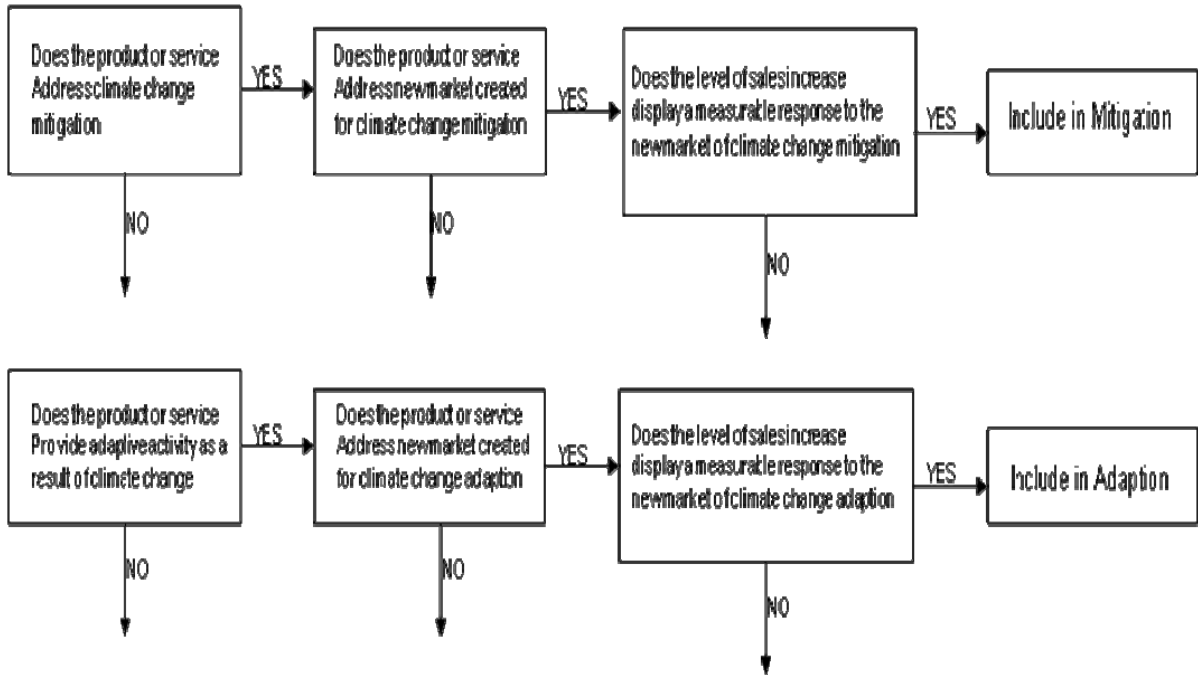 Does the product or service
Address climate change
mitigation
YES
Does the product or service
Address new market created
for climate change mitigation
YES
Does the level of sales increase
display a measurable response to the
new market of climate change mitigation
YES
Include in Mitigation
NO
NO
NO
Does the product or service
Provide adaptive activity as a
result of climate change
YES
Does the product or service
Address new market created
for climate change adaption
YES
Does the level of sales increase
display a measurable response to the
new market of climate change adaption
YES
Include in Adaption
NO
NO
NO